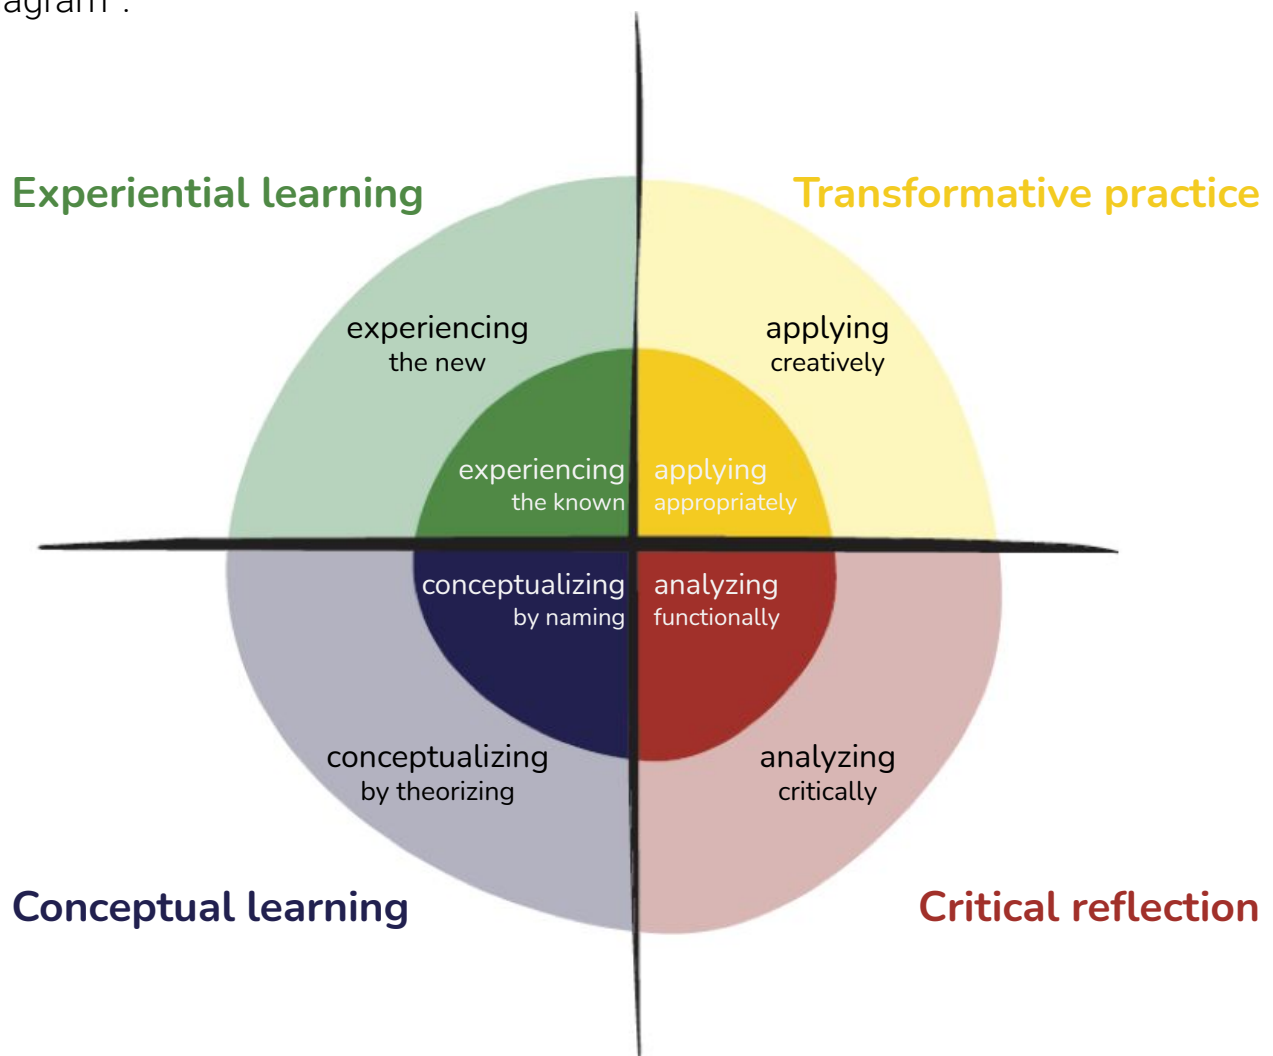 agram".
Experiential learning
Transformative practice
experiencing
the new
applying
creatively
experiencing
the known
applying
appropriately
conceptualizing
by naming
analyzing
functionally
conceptualizing
by theorizing
analyzing
critically
Conceptual learning
Critical reflection